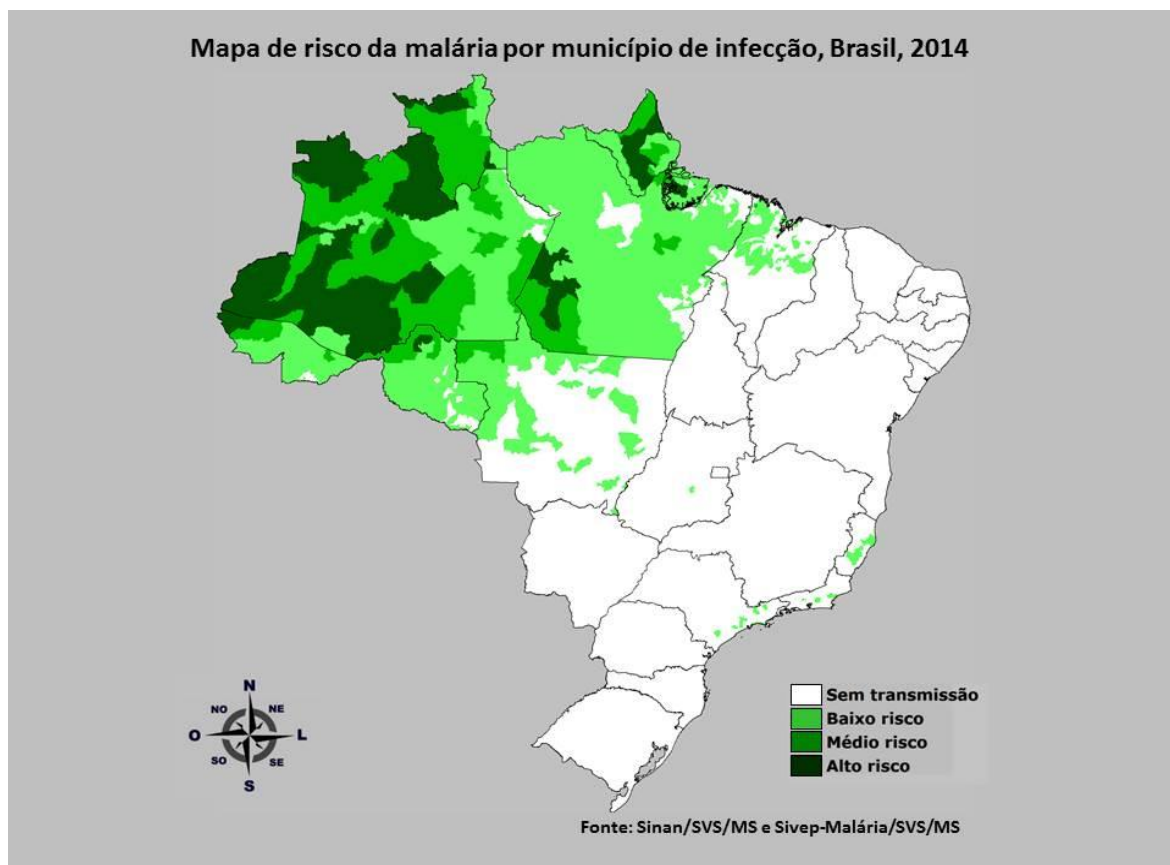 Mapa de risco da malária por município de infecção, Brasil, 2014
N
NO NE
O L
SO SE
S
Sem transmissão
Baixo risco
Médio risco
Alto risco
Fonte: Sinan/SVS/MS e Sivep-Malária/SVS/MS